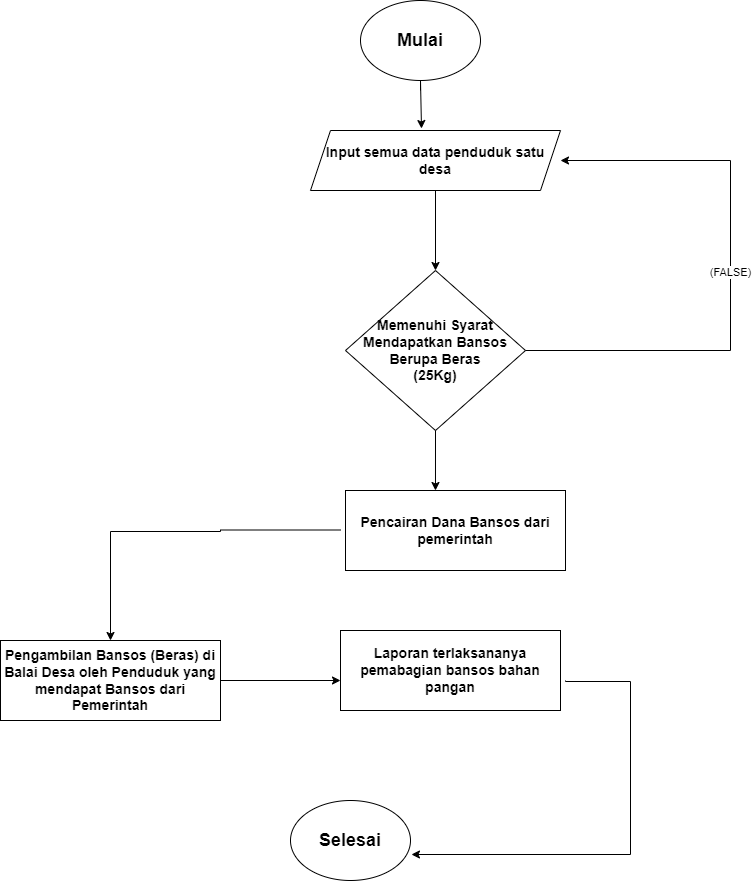 Mulai
Input semua data penduduk satu
desa
(FALSE)
Memenuhi Syarat
Mendapatkan Bansos
Berupa Beras
(25Kg)
Pencairan Dana Bansos dari
pemerintah
Pengambilan Bansos (Beras) di
Balai Desa oleh Penduduk yang
mendapat Bansos dari
Pemerintah
Laporan terlaksananya
pemabagian bansos bahan
pangan
Selesai